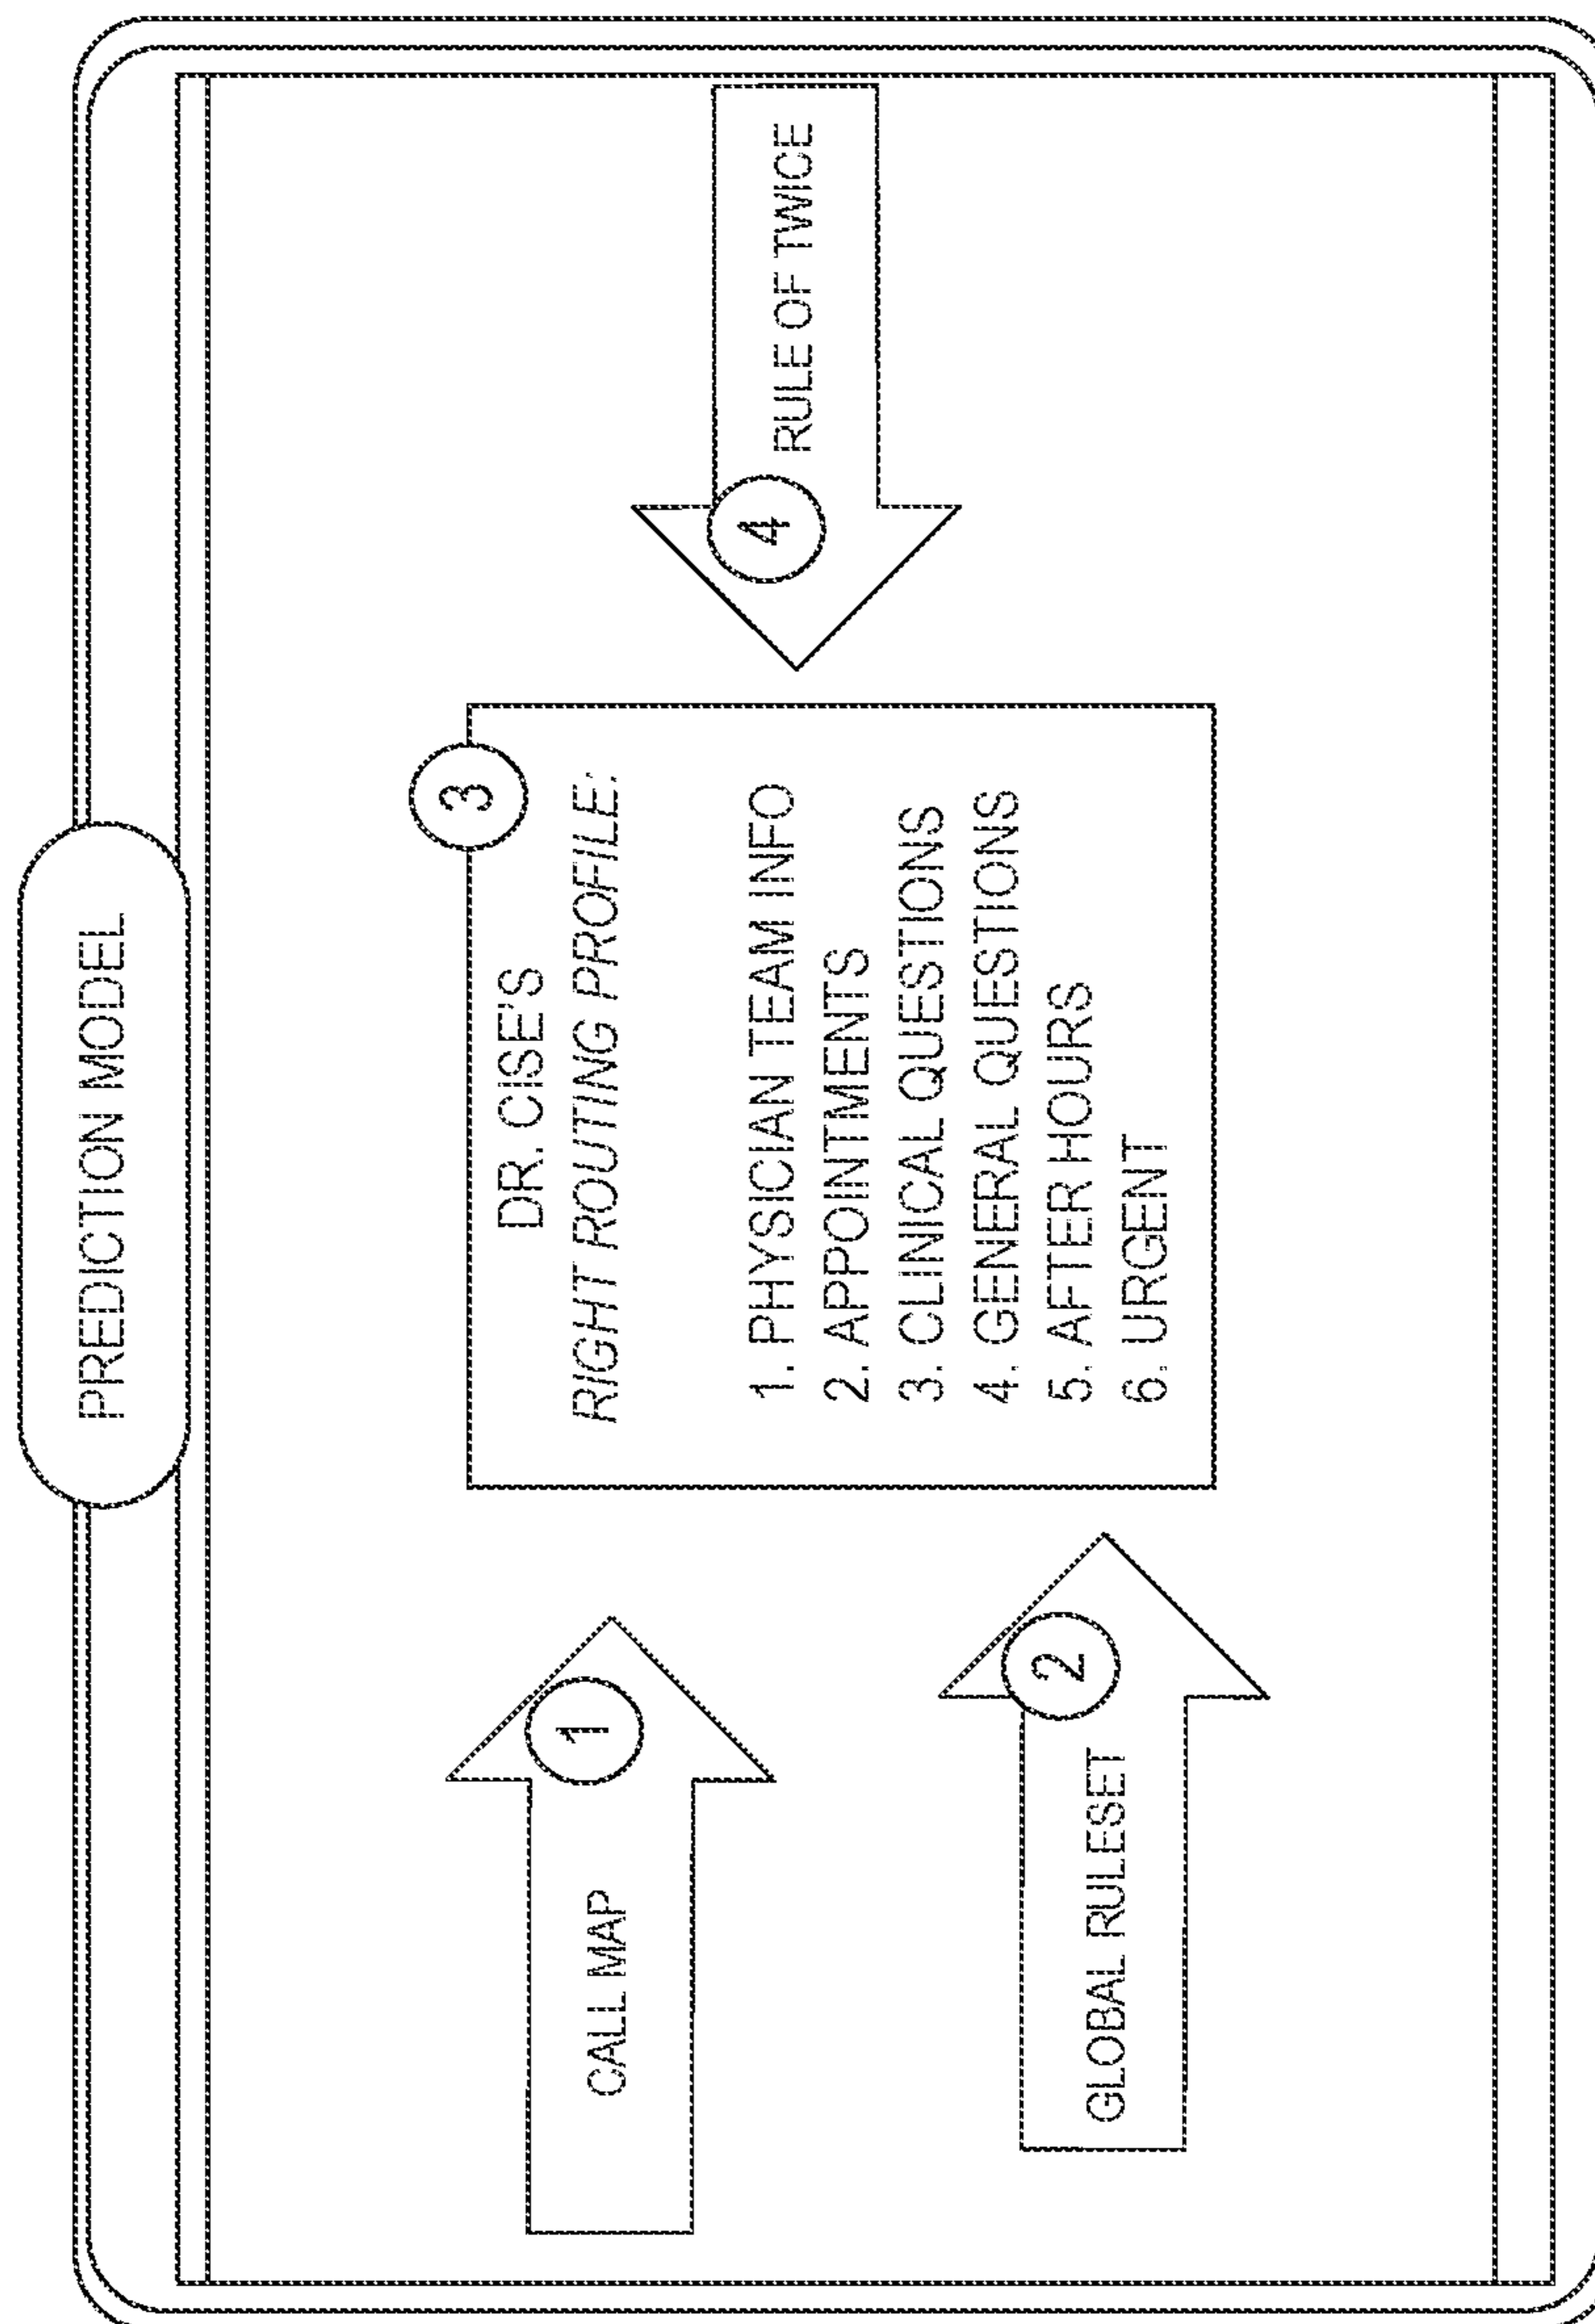 PREDICTION MODEL
CALL MAP
1
GLOBAL RULESET
2
3
DR. CISE'S
RIGHT ROUTING PROFILE:
1. PHYSICIAN TEAM INFO
2. APPOINTMENTS
3. CLINICAL QUESTIONS
4. GENERAL QUESTIONS
5. AFTER HOURS
6. URGENT
4
RULE OF TWICE